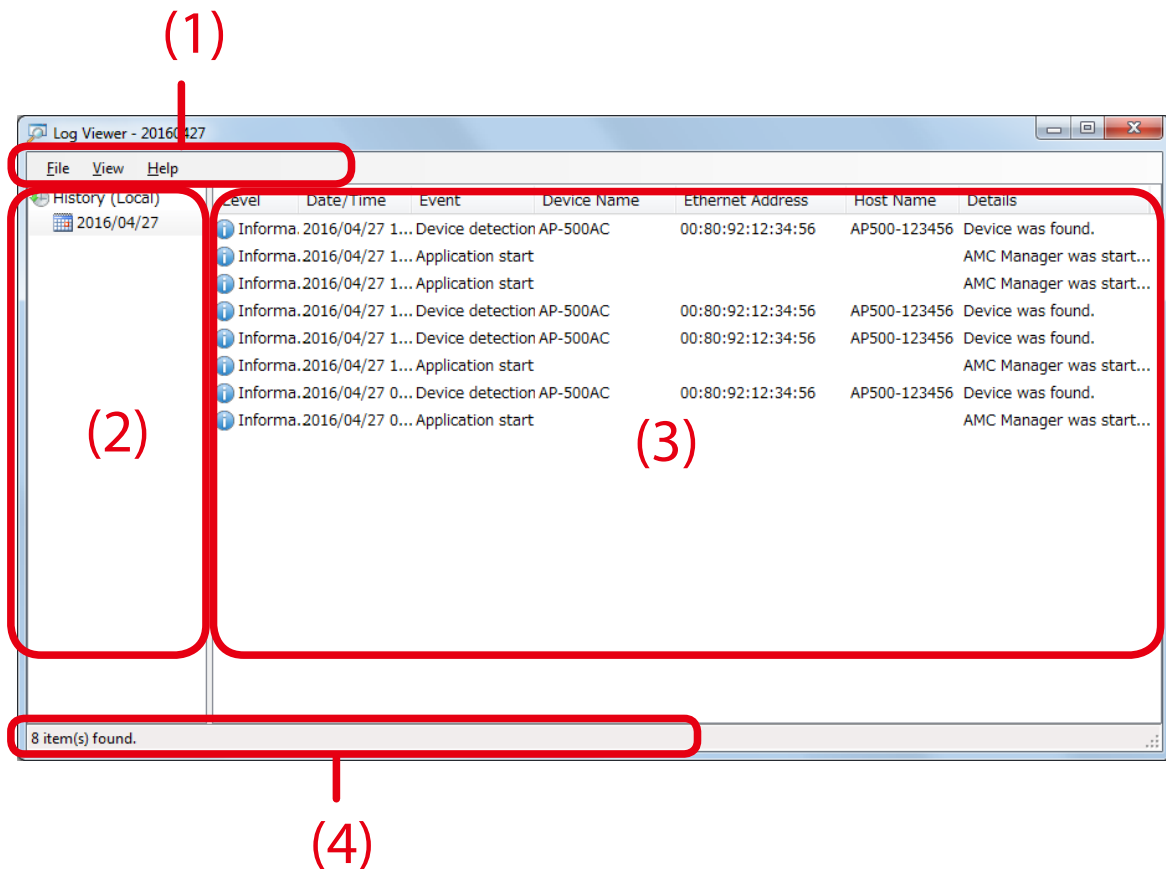 (1)
Log Viewer - 20160427
File View Help
History (Local)
2016/04/27
Level Date/Time Event Device Name Ethernet Address Host Name Details
Informa. 2016/04/27 1... Device detection AP-500AC 00:80:92:12:34:56 AP500-123456 Device was found.
Informa. 2016/04/27 1... Application start AMC Manager was start...
Informa. 2016/04/27 1... Application start AMC Manager was start...
Informa. 2016/04/27 1... Device detection AP-500AC 00:80:92:12:34:56 AP500-123456 Device was found.
Informa. 2016/04/27 1... Device detection AP-500AC 00:80:92:12:34:56 AP500-123456 Device was found.
Informa. 2016/04/27 1... Application start AMC Manager was start...
Informa. 2016/04/27 0... Device detection AP-500AC 00:80:92:12:34:56 AP500-123456 Device was found.
Informa. 2016/04/27 0... Application start AMC Manager was start...
(2)
(3)
8 item(s) found.
(4)